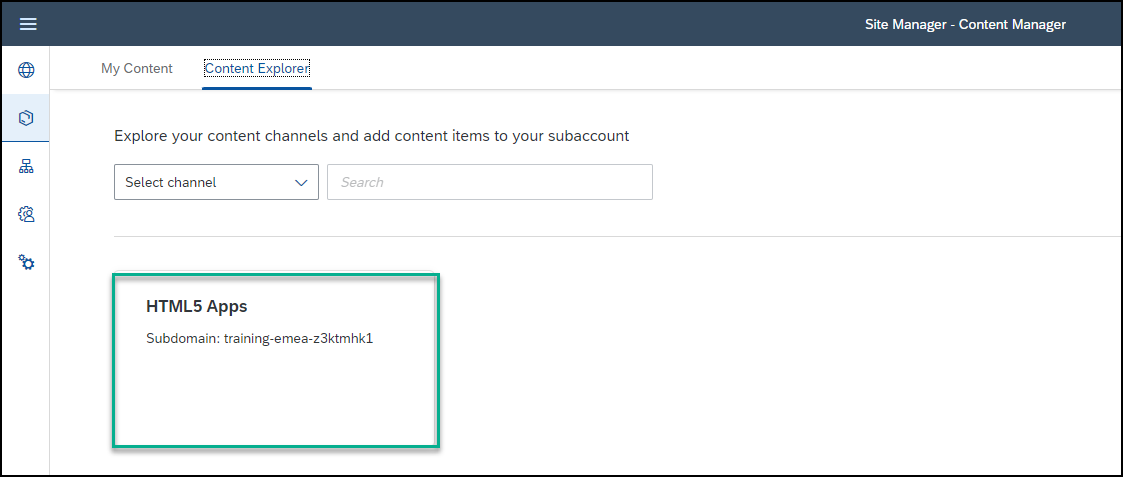 Site Manager - Content Manager
My Content Content Explorer
Explore your content channels and add content items to your subaccount
Select channel Search
HTML5 Apps
Subdomain: training-emea-z3ktmhk1